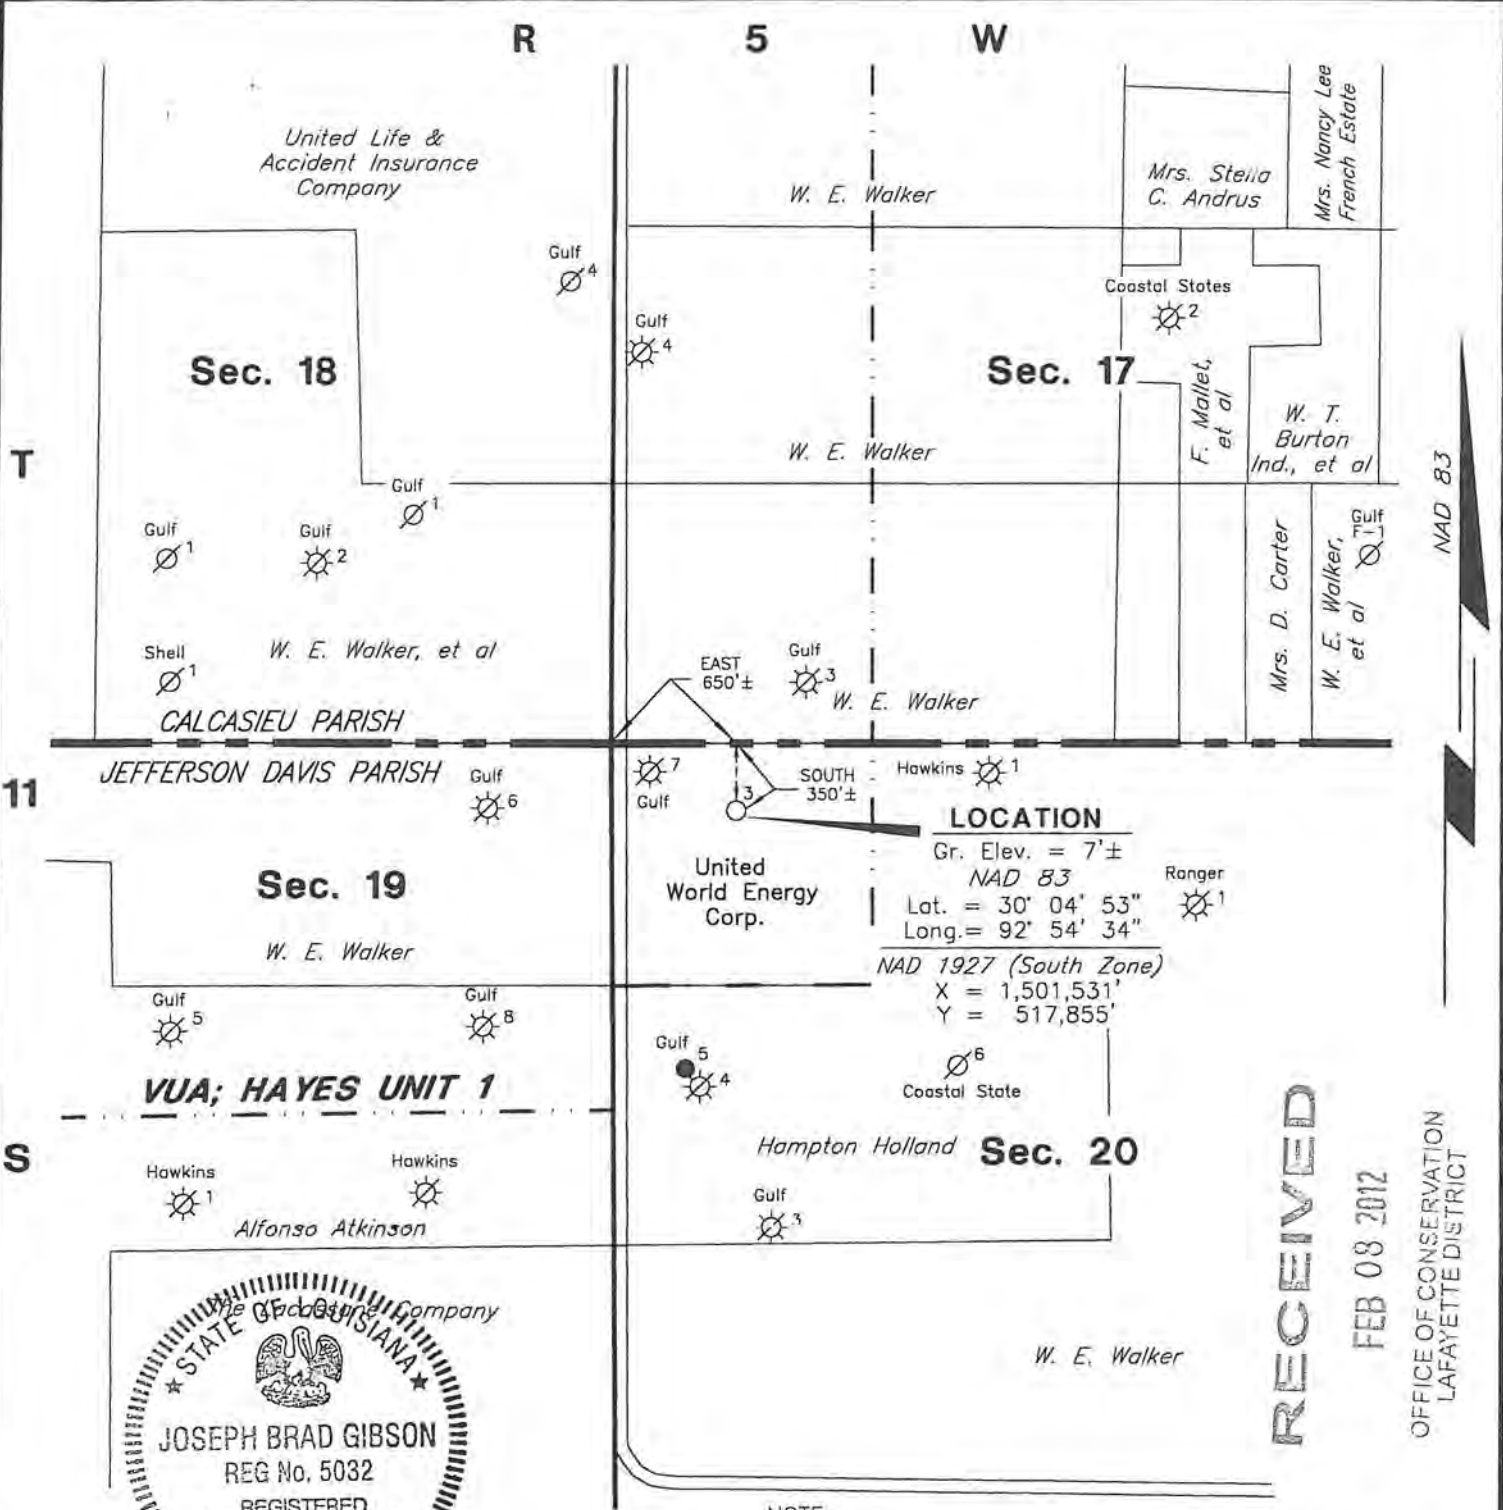 R 5 W
United Life &
Accident Insurance
Company
W. E. Walker
Mrs. Stella
C. Andrus
Mrs. Nancy Lee
French Estate
Gulf
4
Gulf
4
Coastal States
2
Sec. 18
Sec. 17
F. Mallet,
et al
W. T.
Burton
Ind., et al
T
W. E. Walker
NAD 83
Gulf
1
Gulf
1
Gulf
2
Mrs. D. Carter
W. E. Walker,
et al
Gulf
F-1
Shell
1
W. E. Walker, et al
EAST
650'±
Gulf
3
W. E. Walker
CALCASIEU PARISH
JEFFERSON DAVIS PARISH
11
Gulf
6
7
Gulf
SOUTH
350'±
3
Hawkins 1
LOCATION
Gr. Elev. = 7'±
NAD 83
Lat. = 30° 04' 53"
Long.= 92° 54' 34"
NAD 1927 (South Zone)
X = 1,501,531'
Y = 517,855'
Ranger
1
Sec. 19
United
World Energy
Corp.
W. E. Walker
Gulf
5
Gulf
8
Gulf
5
4
6
Coastal State
VUA; HAYES UNIT 1
S
Hawkins
1
Hawkins
Hampton Holland
Sec. 20
Gulf
3
Alfonso Atkinson
Company
STATE OF LOUISIANA
JOSEPH BRAD GIBSON
REG No. 5032
REGISTERED
W. E. Walker
RECEIVED
FEB 08 2012
OFFICE OF CONSERVATION
LAFAYETTE DISTRICT
NOTE